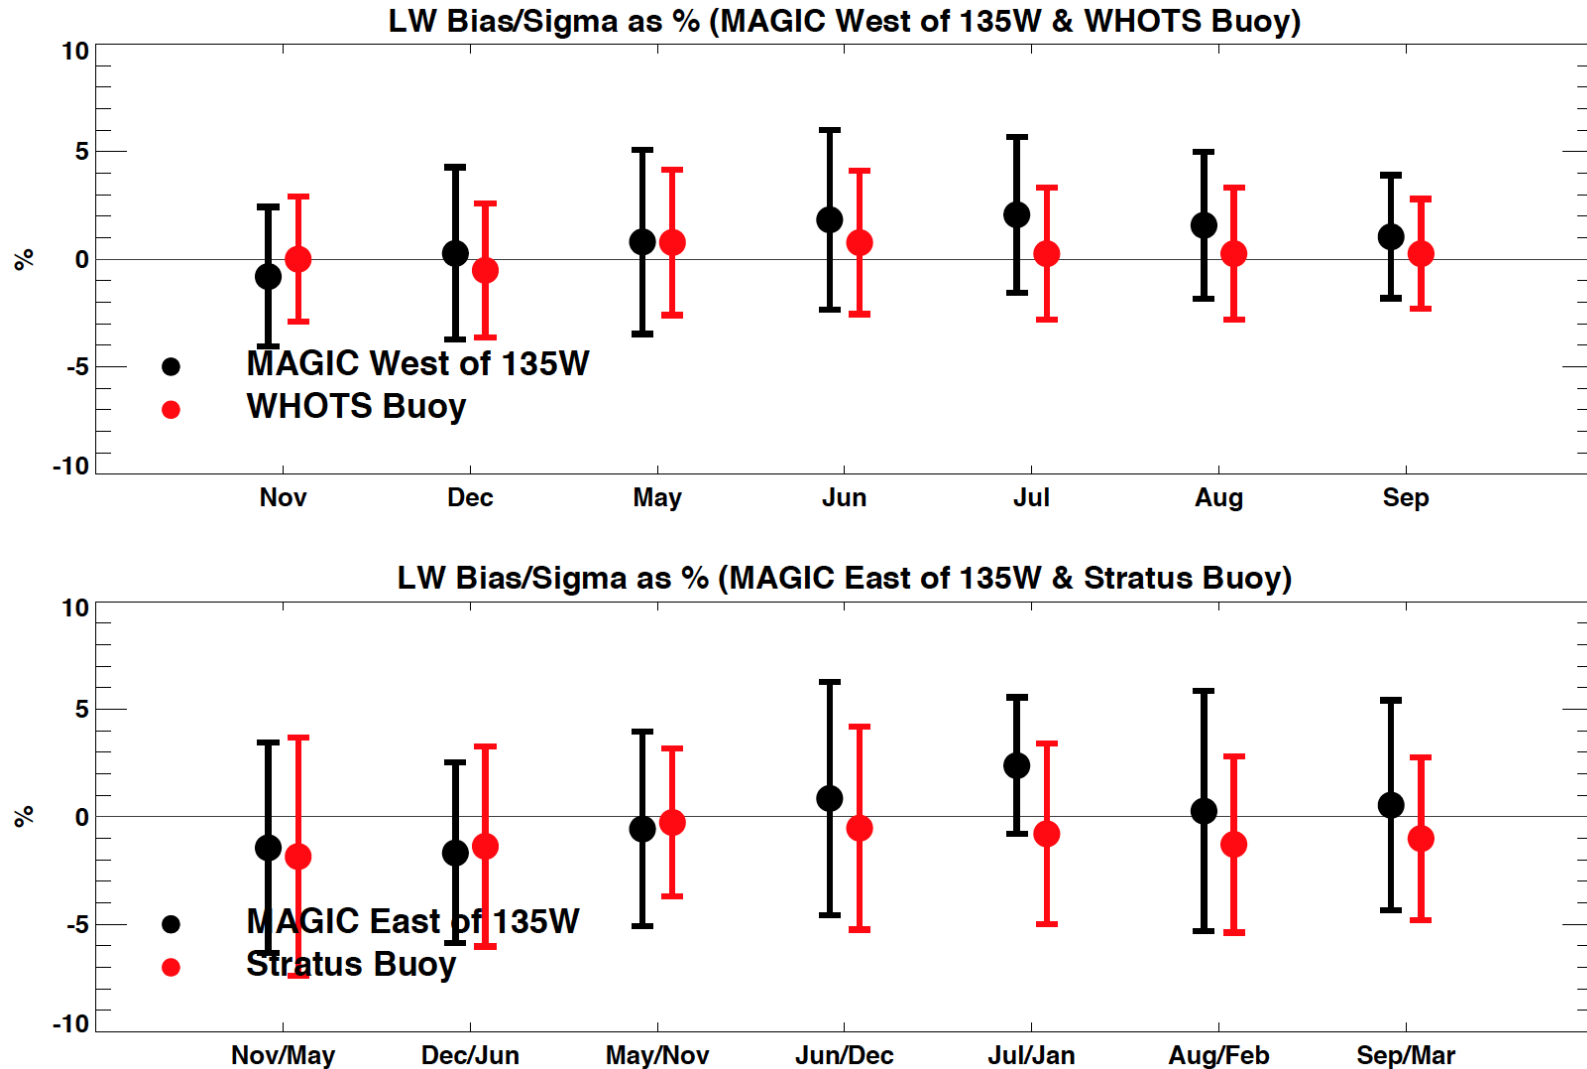 LW Bias/Sigma as % (MAGIC West of 135W & WHOTS Buoy)
10
5
0
-5
-10
%
MAGIC West of 135W
WHOTS Buoy
Nov Dec May Jun Jul Aug Sep
LW Bias/Sigma as % (MAGIC East of 135W & Stratus Buoy)
10
5
0
-5
-10
%
MAGIC East of 135W
Stratus Buoy
Nov/May Dec/Jun May/Nov Jun/Dec Jul/Jan Aug/Feb Sep/Mar